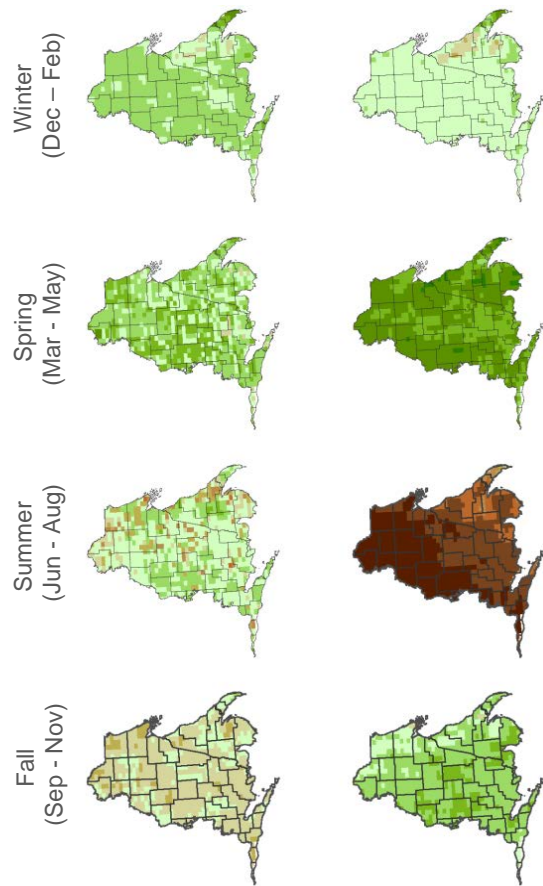 Winter
(Dec – Feb)
Spring
(Mar - May)
Summer
(Jun - Aug)
Fall
(Sep - Nov)